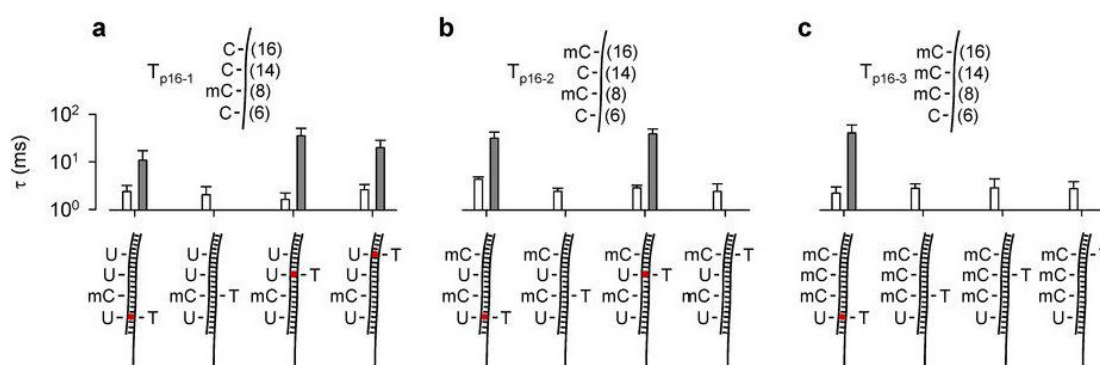 a
C- (16)
C- (14)
mC- (8)
C- (6)
Tp16-1
b
mC- (16)
C- (14)
mC- (8)
C- (6)
Tp16-2
c
mC- (16)
mC- (14)
mC- (8)
C- (6)
Tp16-3
τ (ms)
10²
10¹
10⁰
U- U- U- U- -T
U- U- U- -T U-
mC- mC- -T mC- mC-
U- -T U- U- U-
mC- mC- mC- mC- -T
U- U- U- -T U-
mC- mC- -T mC- mC-
U- -T U- U- U-
mC- mC- mC- mC- -T
mC- mC- mC- -T mC-
mC- mC- -T mC- mC-
U- -T U- U- U-